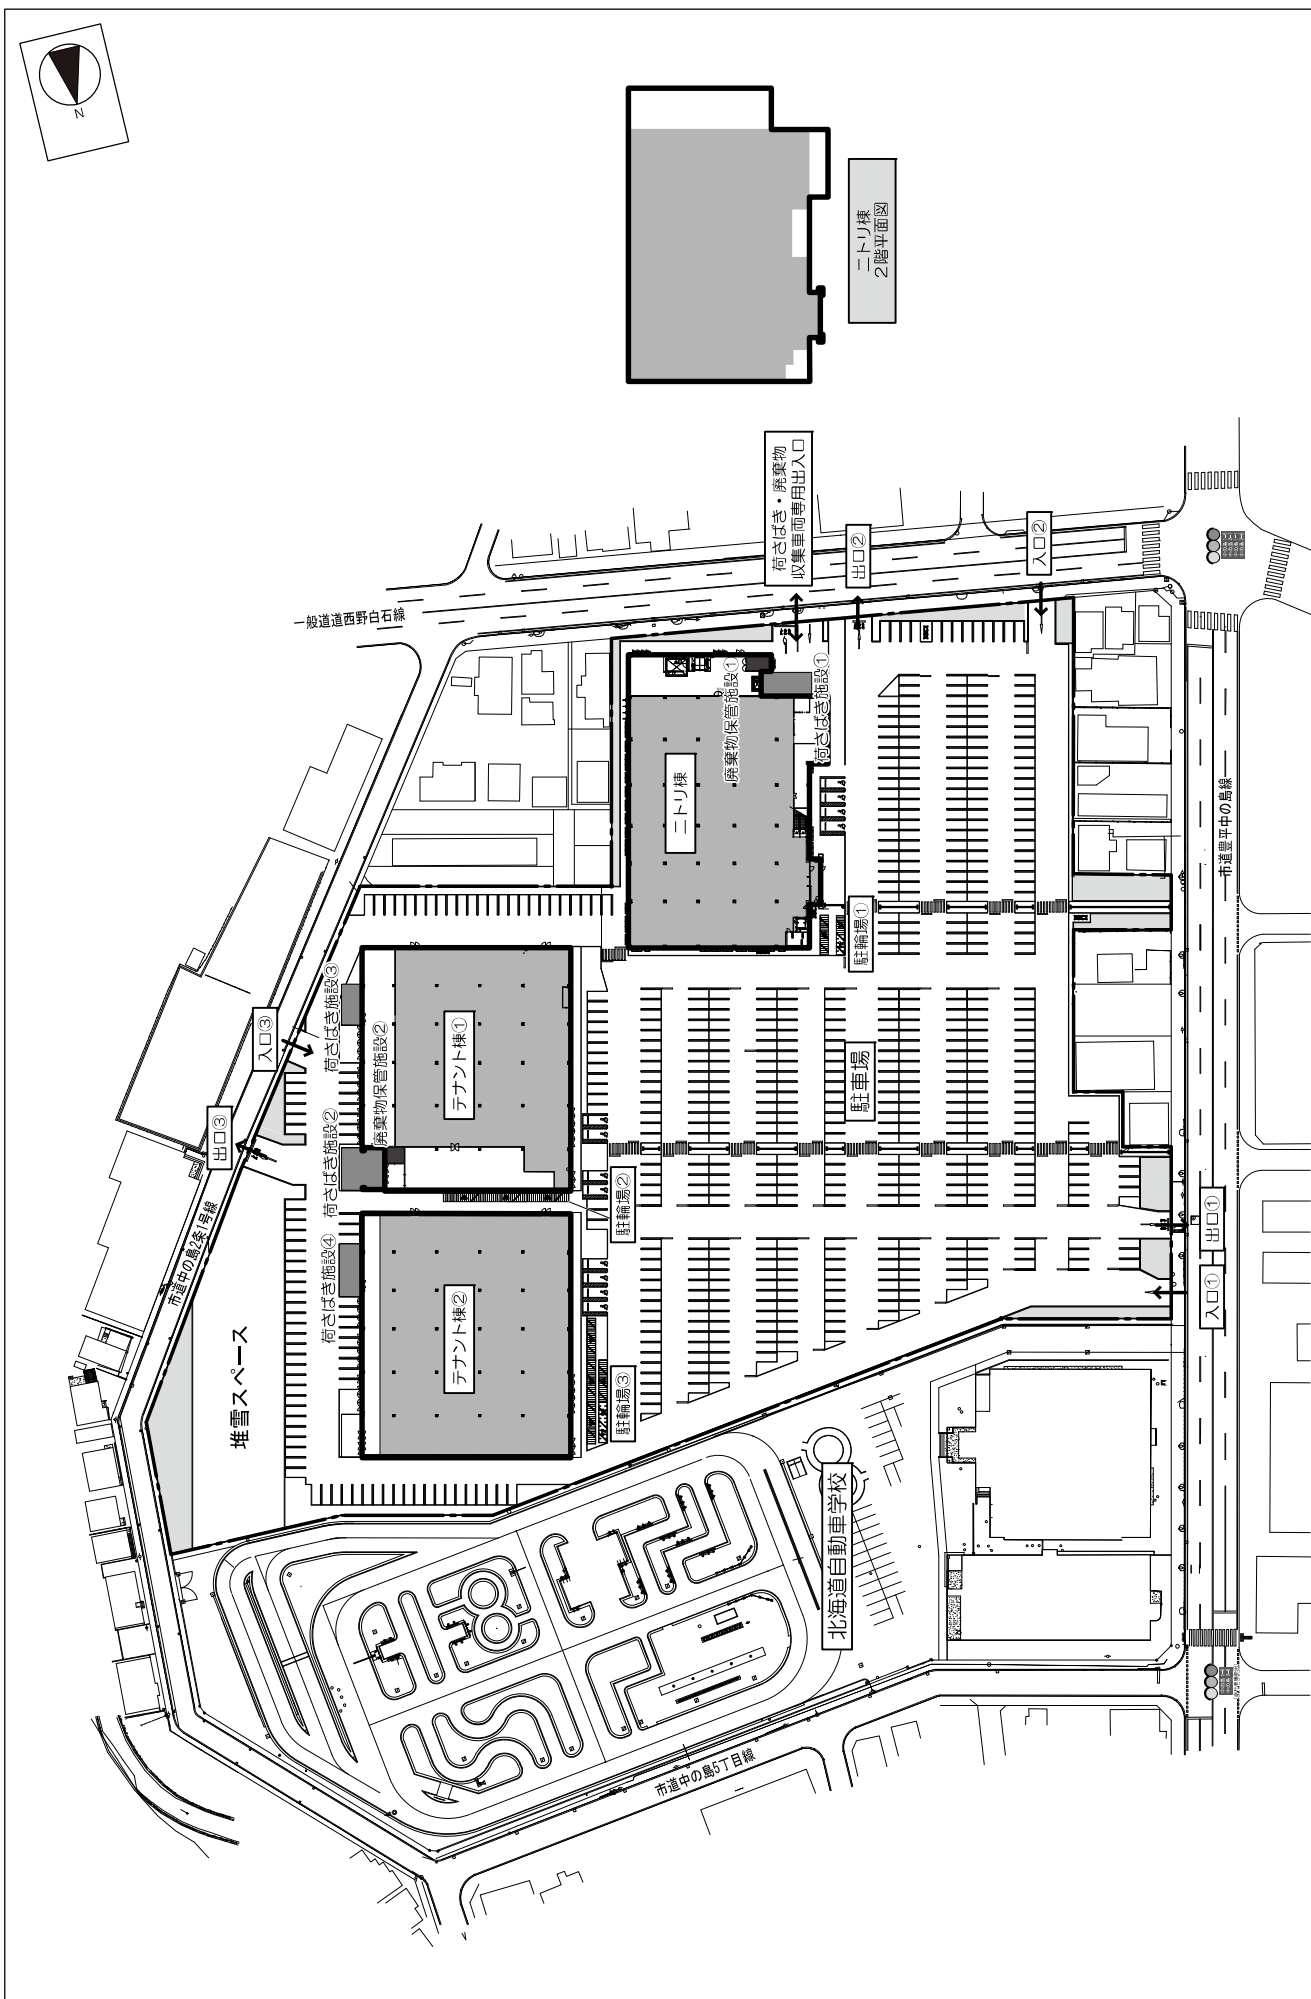 N
ニトリ棟
2階平面図
荷さばき・廃棄物
収集車両専用出入口
出口②
入口②
一般道道西野白石線
廃棄物保管施設①
荷さばき施設①
ニトリ棟
市道豊平中の島線
駐輪場①
入口③
荷さばき施設③
廃棄物保管施設②
テナント棟①
駐車場
出口③
荷さばき施設②
駐輪場②
市道中の島2条1号線
荷さばき施設④
出口①
入口①
堆雪スペース
テナント棟②
駐輪場③
北海道自動車学校
市道中の島5丁目線